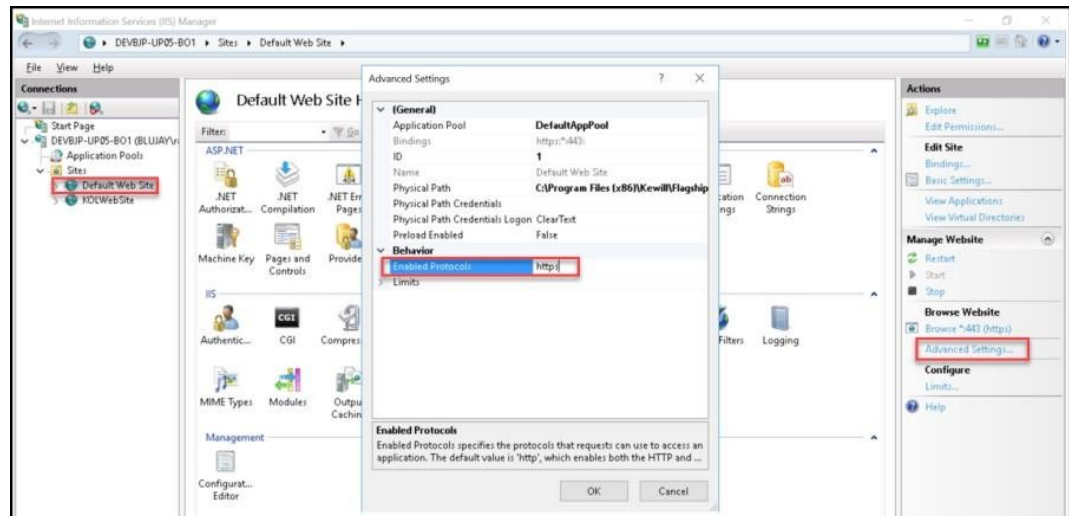 Internet Information Services (IIS) Manager
DEVBJP-UP05-BO1 Sites Default Web Site
File View Help
Connections
Start Page
DEVBJP-UP05-BO1 (BLUJAY\
Application Pools
Sites
Default Web Site
KOLWebSite
Default Web Site H
Filter:
ASP.NET
.NET Authorizat...
.NET Compilation
.NET Err Pages
Machine Key
Pages and Controls
Provide
IIS
Authentic...
CGI
CGI
Compres
MIME Types
Modules
Outpu Cachin
Management
Configurat... Editor
Connection Strings
Filters
Logging
Advanced Settings ? ×
(General)
Application Pool DefaultAppPool
Bindings https:*:443:
ID 1
Name Default Web Site
Physical Path C:\Program Files (x86)\Kewill\Flagship
Physical Path Credentials
Physical Path Credentials Logon ClearText
Preload Enabled False
Behavior
Enabled Protocols https
Limits
Enabled Protocols
Enabled Protocols specifies the protocols that requests can use to access an
application. The default value is 'http', which enables both the HTTP and ...
OK Cancel
Actions
Explore
Edit Permissions...
Edit Site
Bindings...
Basic Settings...
View Applications
View Virtual Directories
Manage Website
Restart
Start
Stop
Browse Website
Browse *:443 (https)
Advanced Settings...
Configure
Limits...
Help